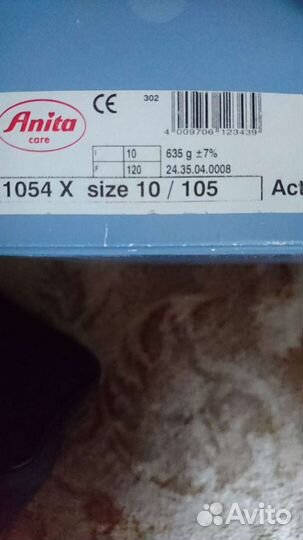 Anita
care
CE
302
4 009706 123439
I 10 635 g ±7%
F 120 24.35.04.0008
1054 X size 10 / 105 Act
Avito